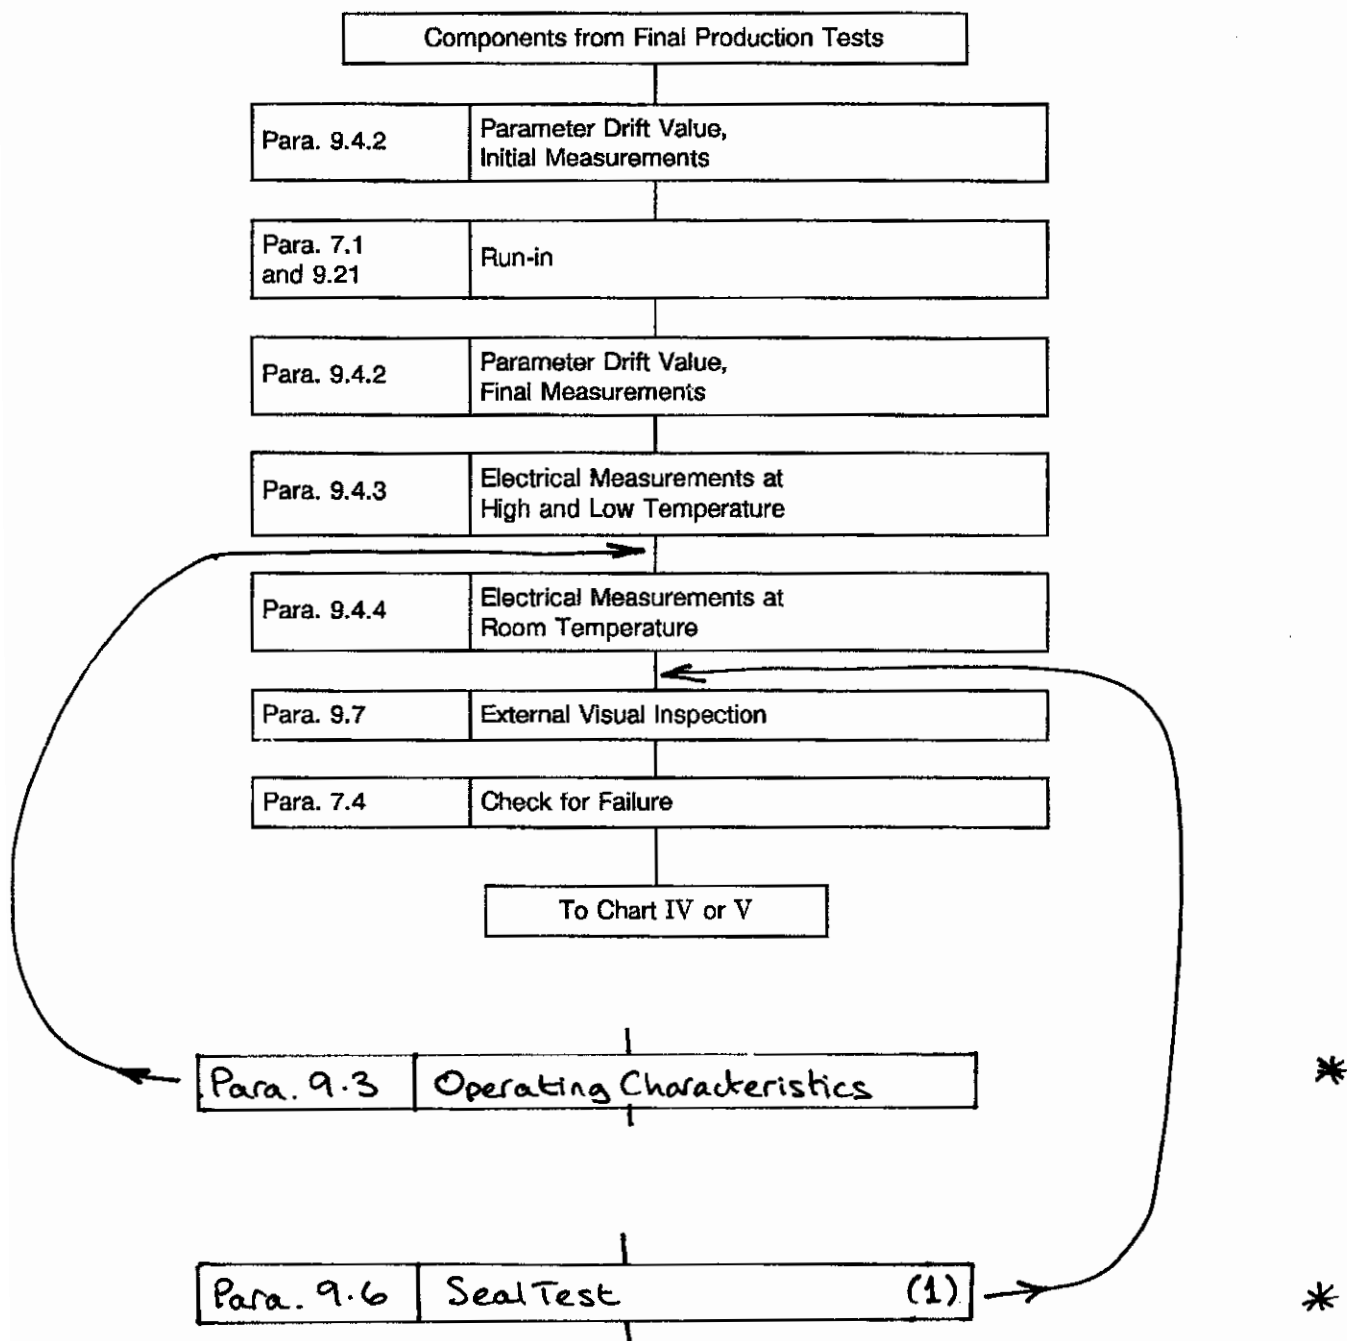 Components from Final Production Tests
Para. 9.4.2
Parameter Drift Value,
Initial Measurements
Para. 7.1
and 9.21
Run-in
Para. 9.4.2
Parameter Drift Value,
Final Measurements
Para. 9.4.3
Electrical Measurements at
High and Low Temperature
Para. 9.4.4
Electrical Measurements at
Room Temperature
Para. 9.7
External Visual Inspection
Para. 7.4
Check for Failure
To Chart IV or V
Para. 9.3
Operating Characteristics
*
Para. 9.6
Seal Test (1)
*